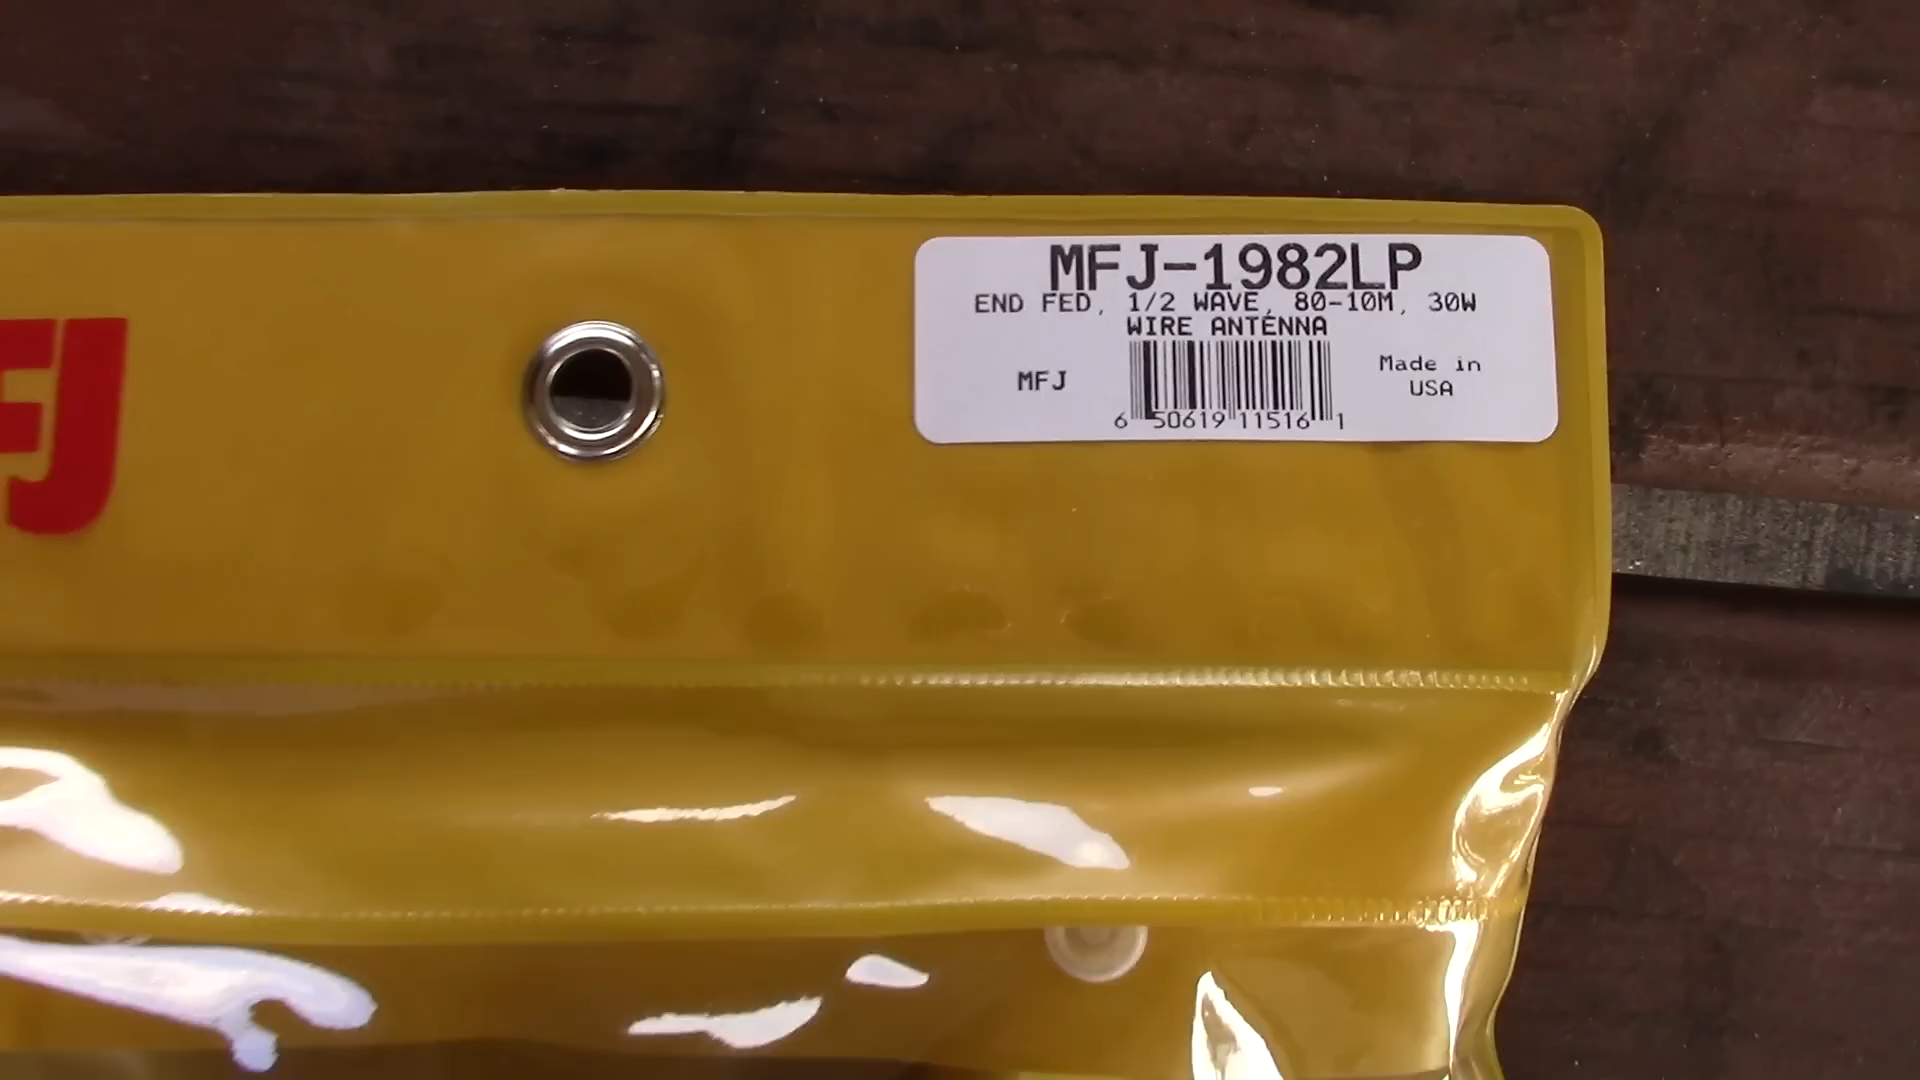 MFJ-1982LP
END FED, 1/2 WAVE, 80-10M, 30W
WIRE ANTENNA
MFJ
Made in
USA
6 50619 11516 1
FJ